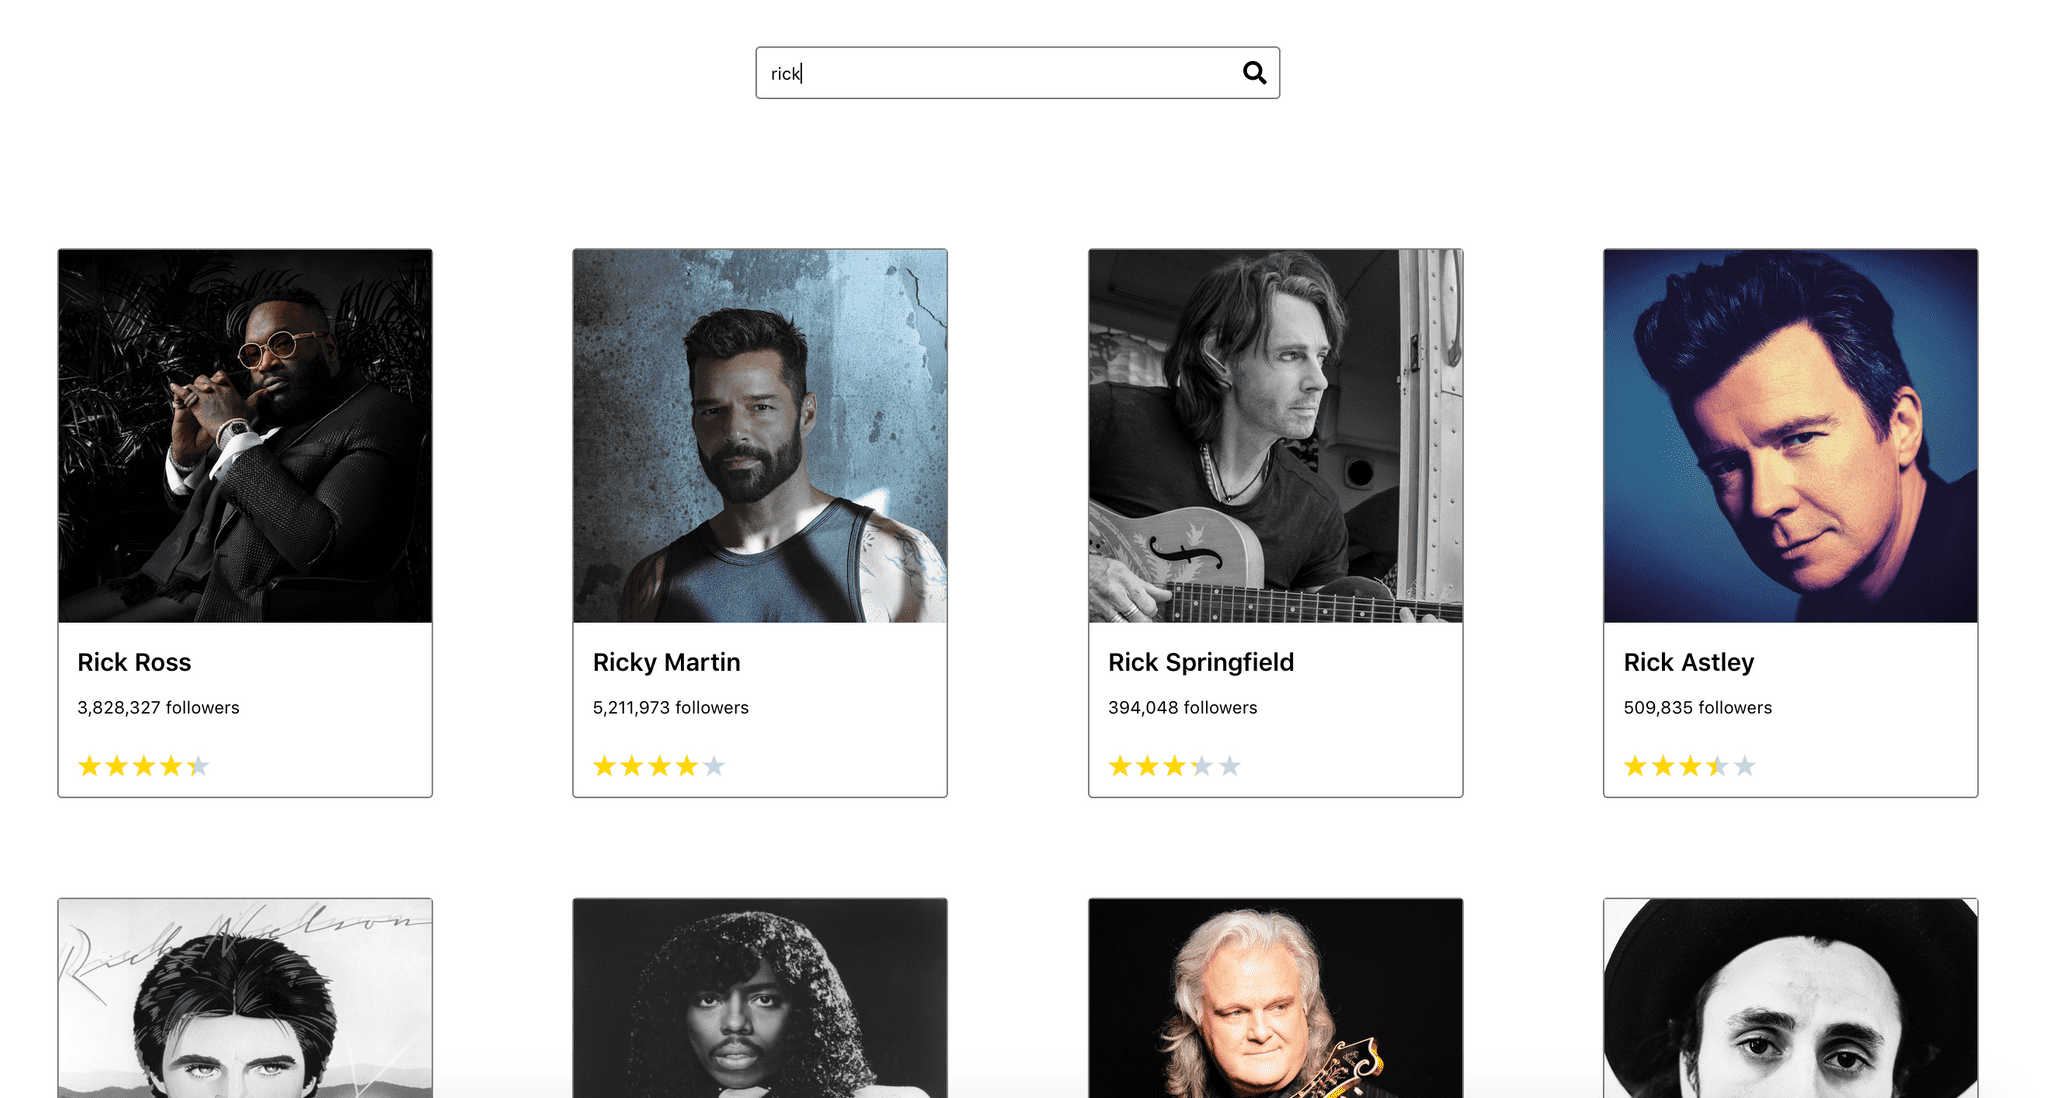 rick
Rick Ross
3,828,327 followers
Ricky Martin
5,211,973 followers
Rick Springfield
394,048 followers
Rick Astley
509,835 followers
Rick Nelson